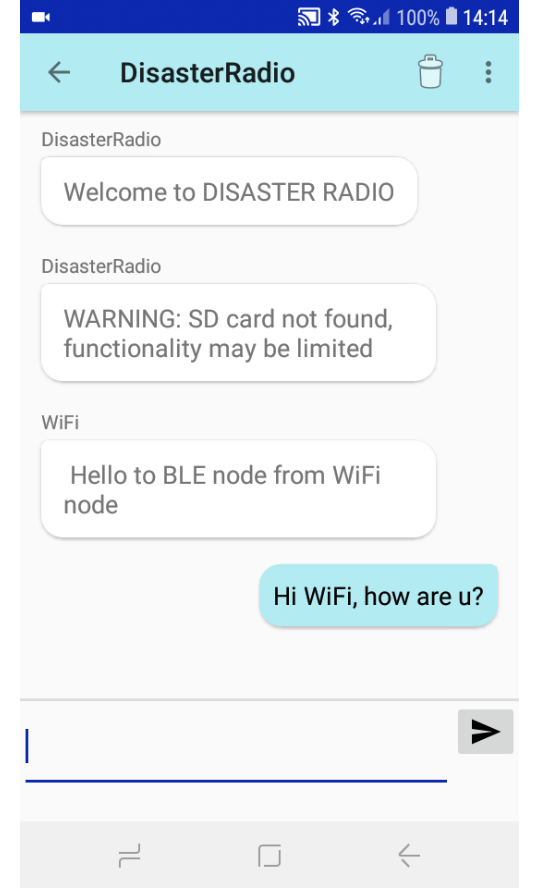 100% 14:14
DisasterRadio
DisasterRadio
Welcome to DISASTER RADIO
DisasterRadio
WARNING: SD card not found,
functionality may be limited
WiFi
Hello to BLE node from WiFi
node
Hi WiFi, how are u?